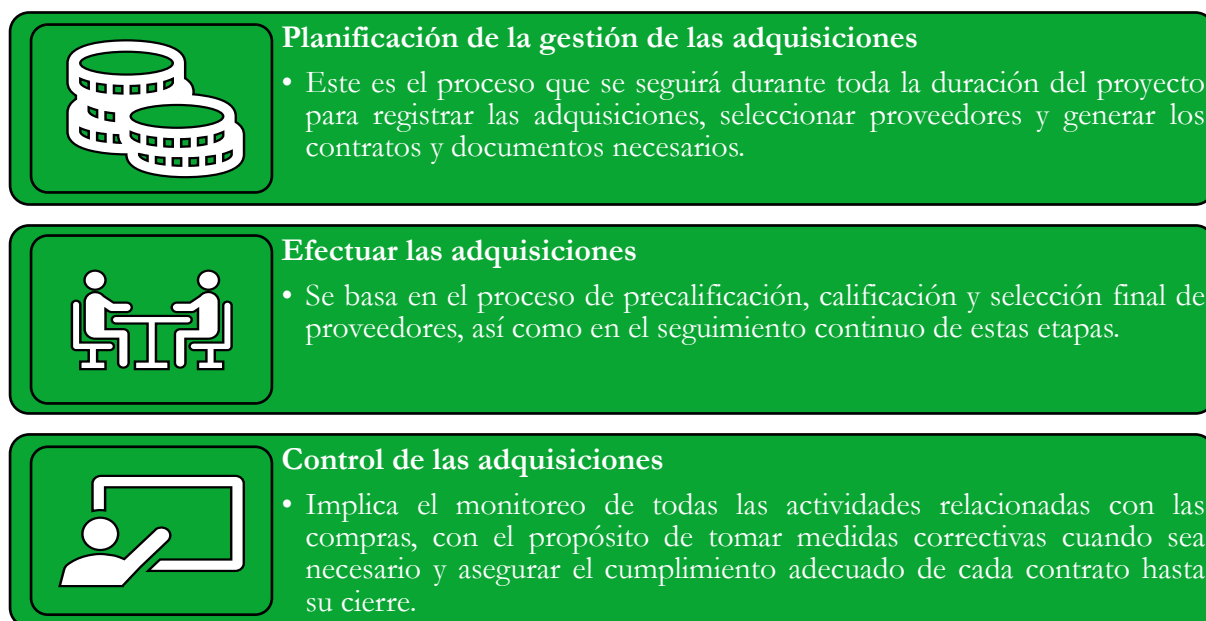 Planificación de la gestión de las adquisiciones
• Este es el proceso que se seguirá durante toda la duración del proyecto
para registrar las adquisiciones, seleccionar proveedores y generar los
contratos y documentos necesarios.
Efectuar las adquisiciones
• Se basa en el proceso de precalificación, calificación y selección final de
proveedores, así como en el seguimiento continuo de estas etapas.
Control de las adquisiciones
• Implica el monitoreo de todas las actividades relacionadas con las
compras, con el propósito de tomar medidas correctivas cuando sea
necesario y asegurar el cumplimiento adecuado de cada contrato hasta
su cierre.